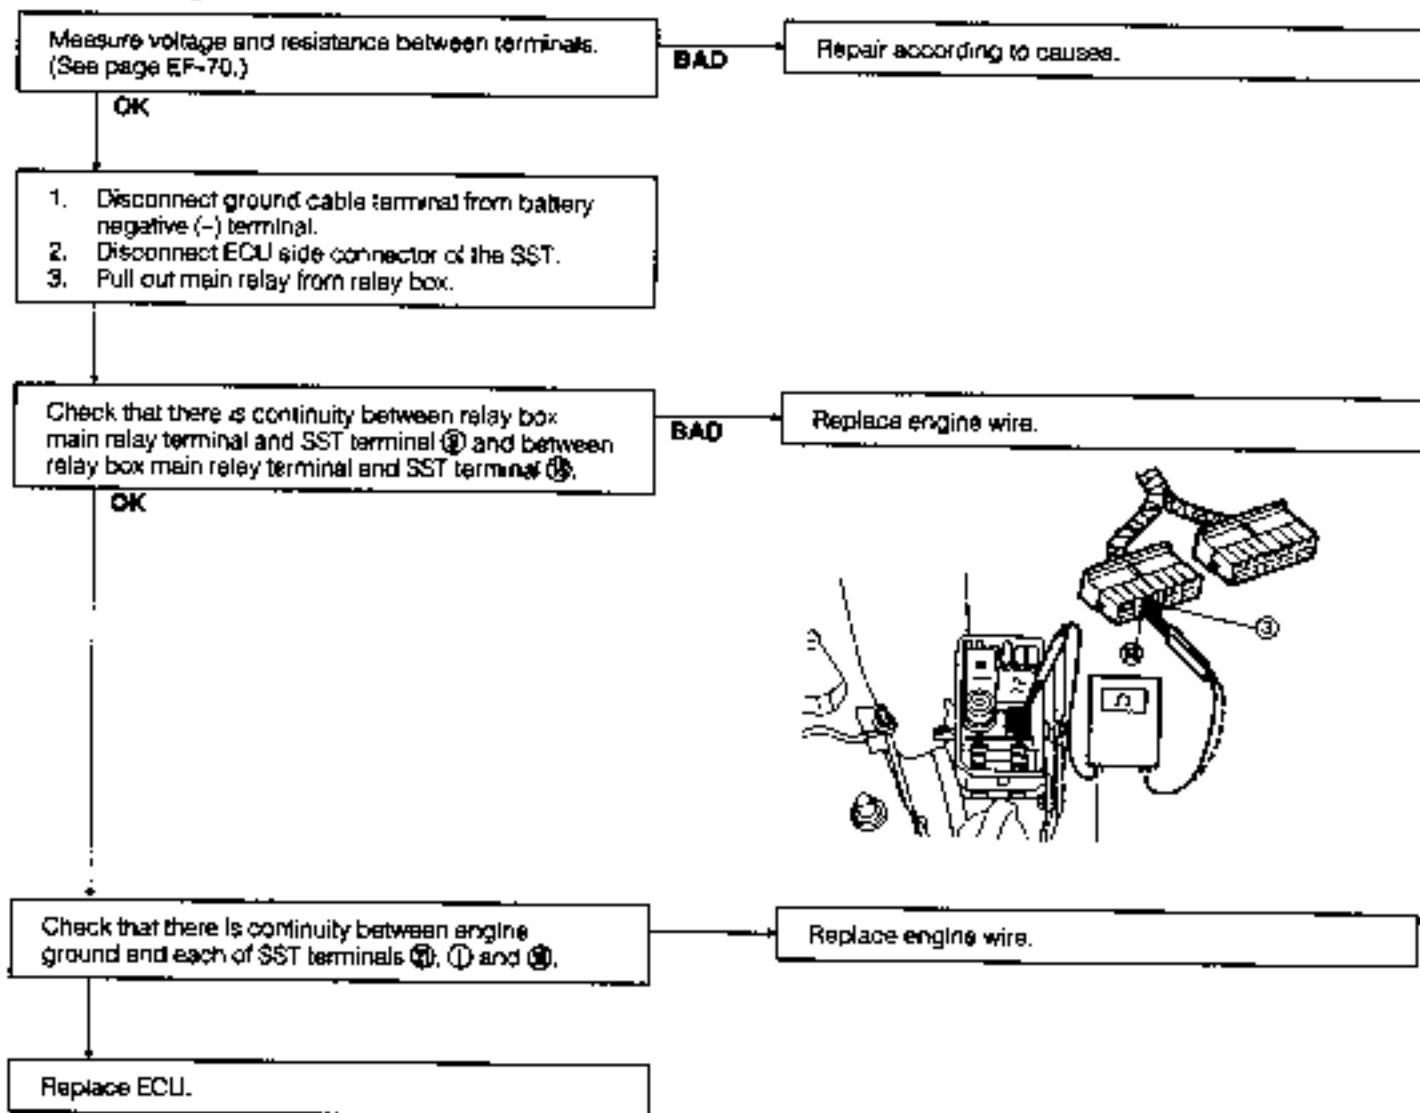 Measure voltage and resistance between terminals.
(See page EF-70.)
BAD
Repair according to causes.
OK
1. Disconnect ground cable terminal from battery
negative (-) terminal.
2. Disconnect ECU side connector of the SST.
3. Pull out main relay from relay box.
Check that there is continuity between relay box
main relay terminal and SST terminal and between
relay box main relay terminal and SST terminal
BAD
Replace engine wire.
OK
③
Ω
Check that there is continuity between engine
ground and each of SST terminals ① and
Replace engine wire.
Replace ECU.